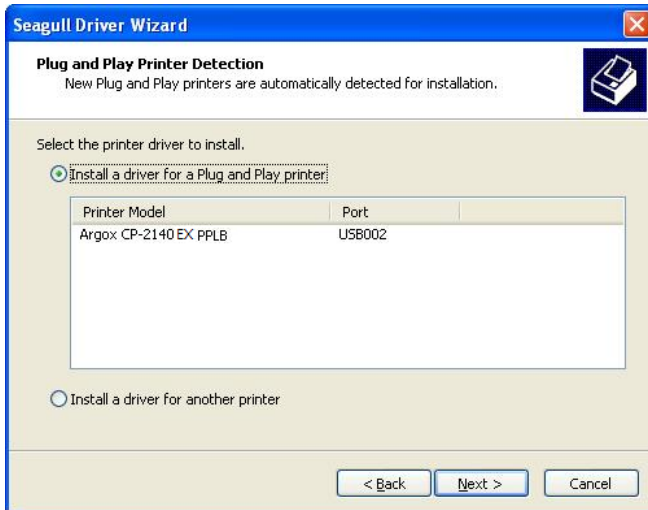 Seagull Driver Wizard
Plug and Play Printer Detection
New Plug and Play printers are automatically detected for installation.
Select the printer driver to install.
Install a driver for a Plug and Play printer
Printer Model Port
Argox CP-2140 EX PPLB USB002
Install a driver for another printer
< Back Next > Cancel